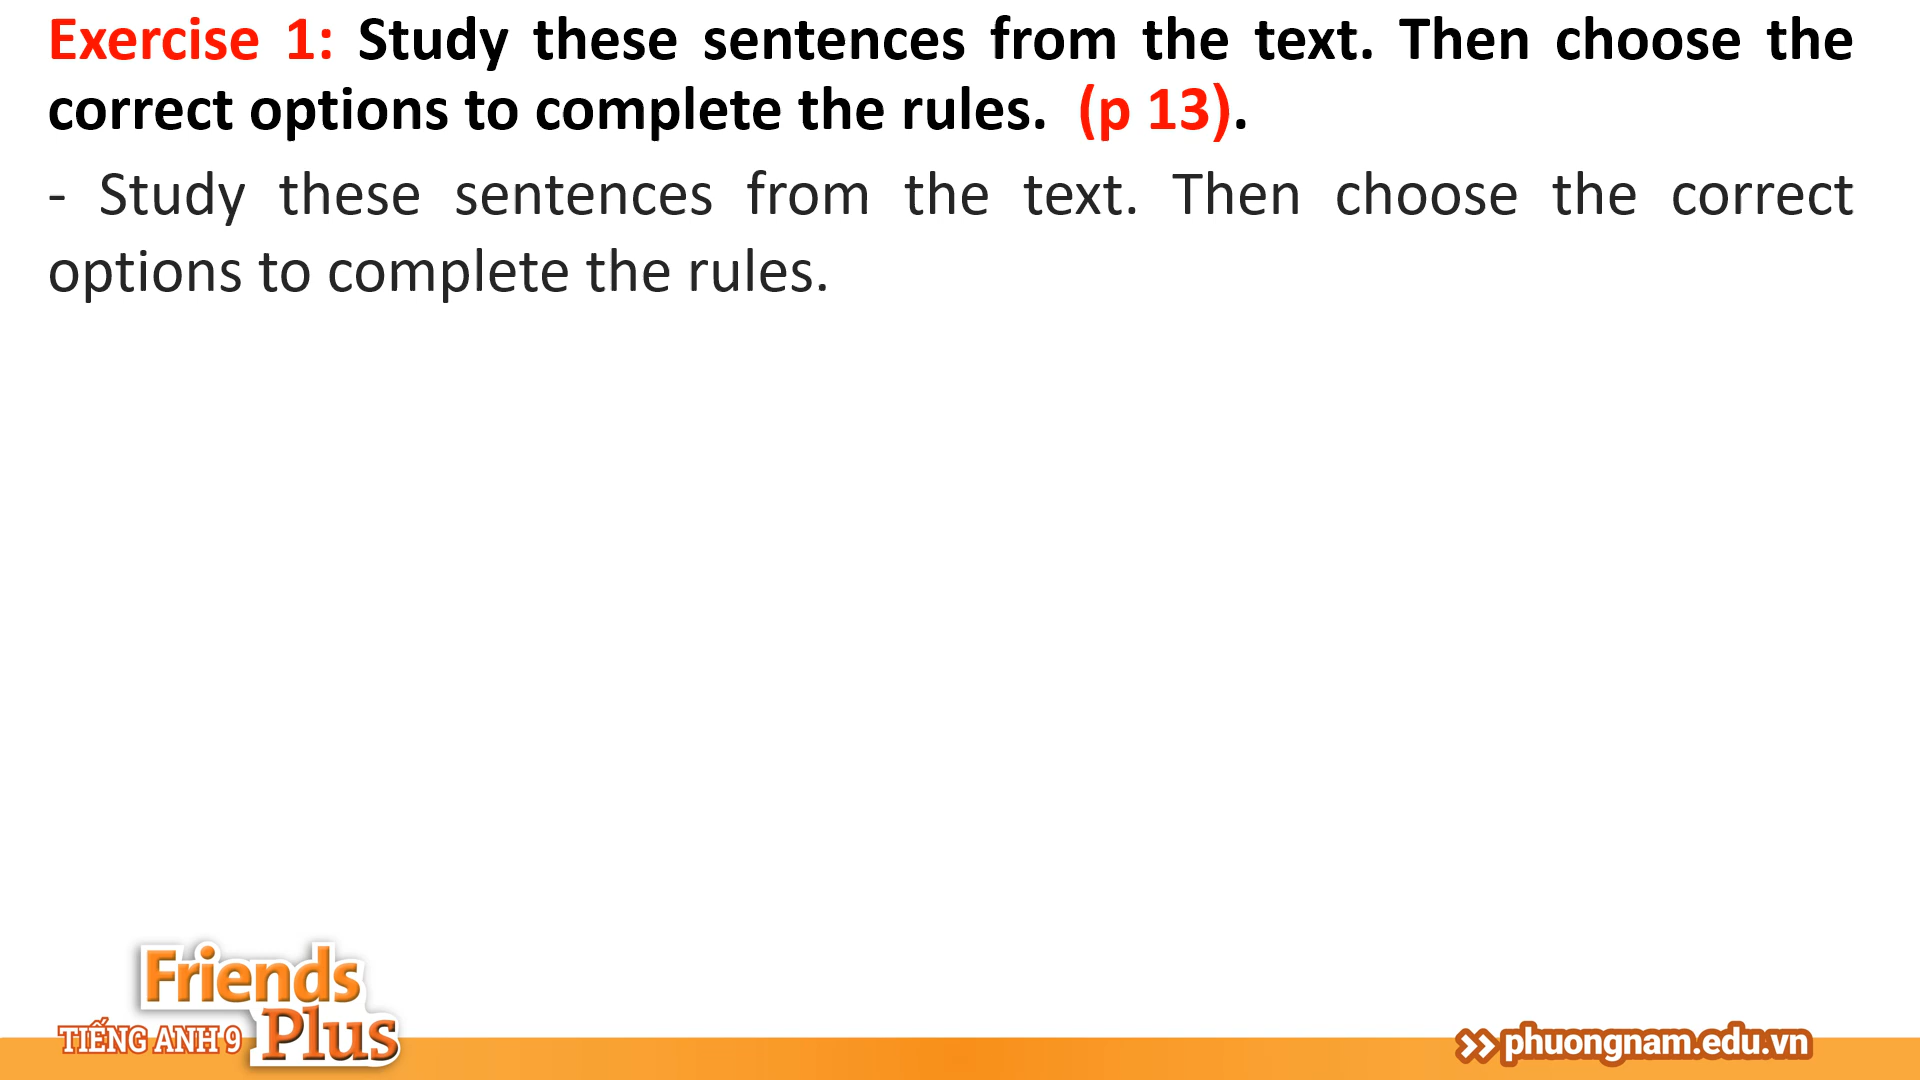 Exercise 1: Study these sentences from the text. Then choose the
correct options to complete the rules. (p 13).
- Study these sentences from the text. Then choose the correct
options to complete the rules.
Friends
TIẾNG ANH 9 Plus
phuongnam.edu.vn